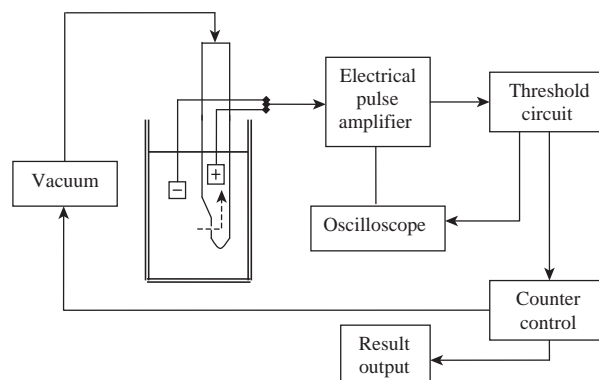 Electrical
pulse
amplifier
Threshold
circuit
Vacuum
−
+
Oscilloscope
Counter
control
Result
output